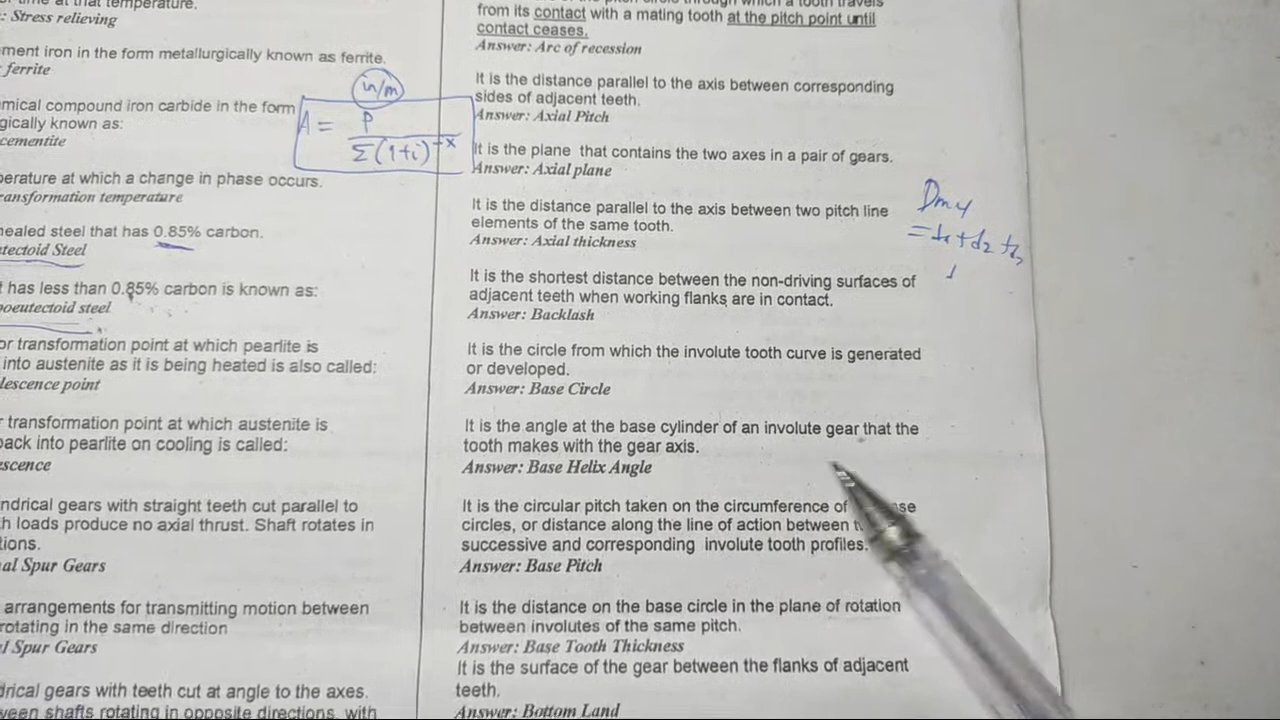 : Stress relieving
ment iron in the form metallurgically known as ferrite.
ferrite
mical compound iron carbide in the form
gically known as:
cementite
perature at which a change in phase occurs.
ransformation temperature
nealed steel that has 0.85% carbon.
tectoid Steel
t has less than 0.85% carbon is known as:
poeutectoid steel
or transformation point at which pearlite is
into austenite as it is being heated is also called:
lescence point
r transformation point at which austenite is
back into pearlite on cooling is called:
scence
ndrical gears with straight teeth cut parallel to
h loads produce no axial thrust. Shaft rotates in
tions.
al Spur Gears
arrangements for transmitting motion between
rotating in the same direction
l Spur Gears
drical gears with teeth cut at angle to the axes.
ween shafts rotating in opposite directions, with
in/m
A = P
Σ(1+i)^-x
from its contact with a mating tooth at the pitch point until
contact ceases.
Answer: Arc of recession
It is the distance parallel to the axis between corresponding
sides of adjacent teeth.
Answer: Axial Pitch
It is the plane that contains the two axes in a pair of gears.
Answer: Axial plane
It is the distance parallel to the axis between two pitch line
elements of the same tooth.
Answer: Axial thickness
It is the shortest distance between the non-driving surfaces of
adjacent teeth when working flanks are in contact.
Answer: Backlash
It is the circle from which the involute tooth curve is generated
or developed.
Answer: Base Circle
It is the angle at the base cylinder of an involute gear that the
tooth makes with the gear axis.
Answer: Base Helix Angle
It is the circular pitch taken on the circumference of se
circles, or distance along the line of action between
successive and corresponding involute tooth profiles.
Answer: Base Pitch
It is the distance on the base circle in the plane of rotation
between involutes of the same pitch.
Answer: Base Tooth Thickness
It is the surface of the gear between the flanks of adjacent
teeth.
Answer: Bottom Land